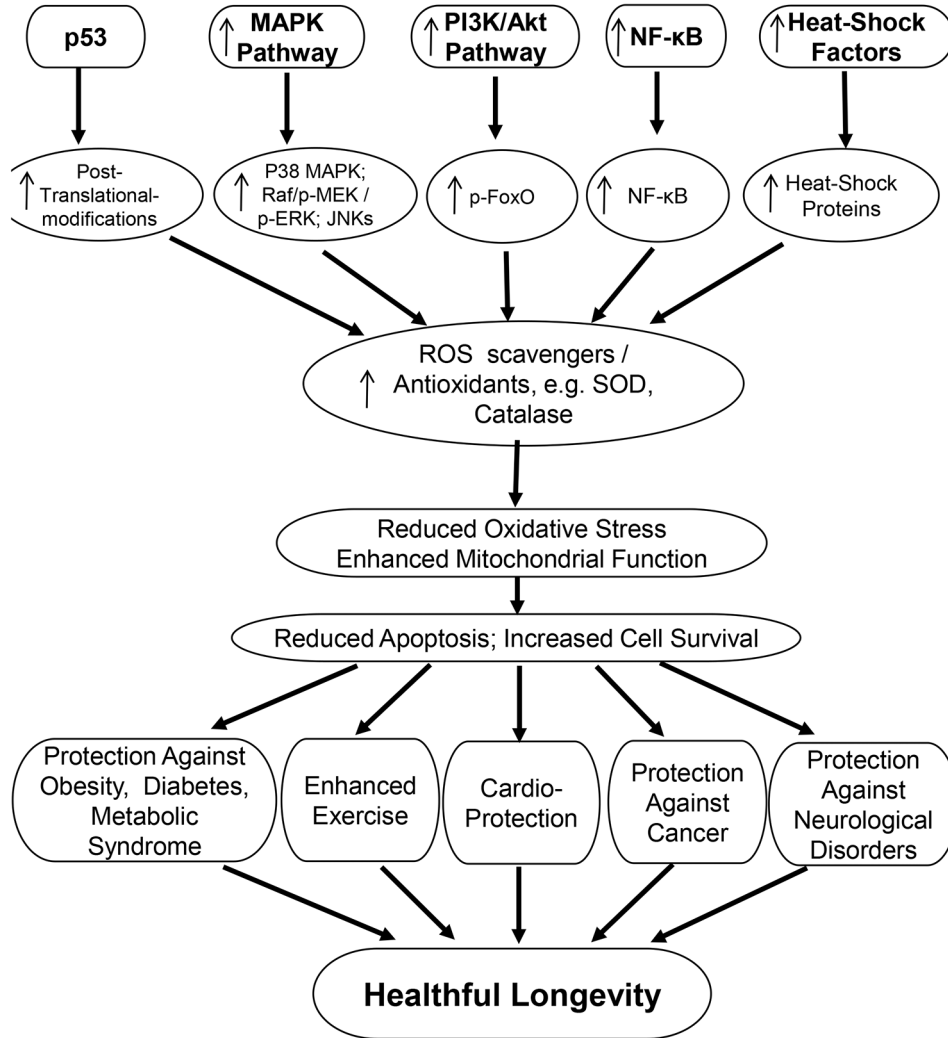 p53
↑ MAPK
Pathway
↑ PI3K/Akt
Pathway
↑ NF-κB
↑ Heat-Shock
Factors
↑ Post-
Translational-
modifications
↑ P38 MAPK;
Raf/p-MEK /
p-ERK; JNKs
↑ p-FoxO
↑ NF-κB
↑ Heat-Shock
Proteins
ROS scavengers /
↑ Antioxidants, e.g. SOD,
Catalase
Reduced Oxidative Stress
Enhanced Mitochondrial Function
Reduced Apoptosis; Increased Cell Survival
Protection Against
Obesity, Diabetes,
Metabolic
Syndrome
Enhanced
Exercise
Cardio-
Protection
Protection
Against
Cancer
Protection
Against
Neurological
Disorders
Healthful Longevity